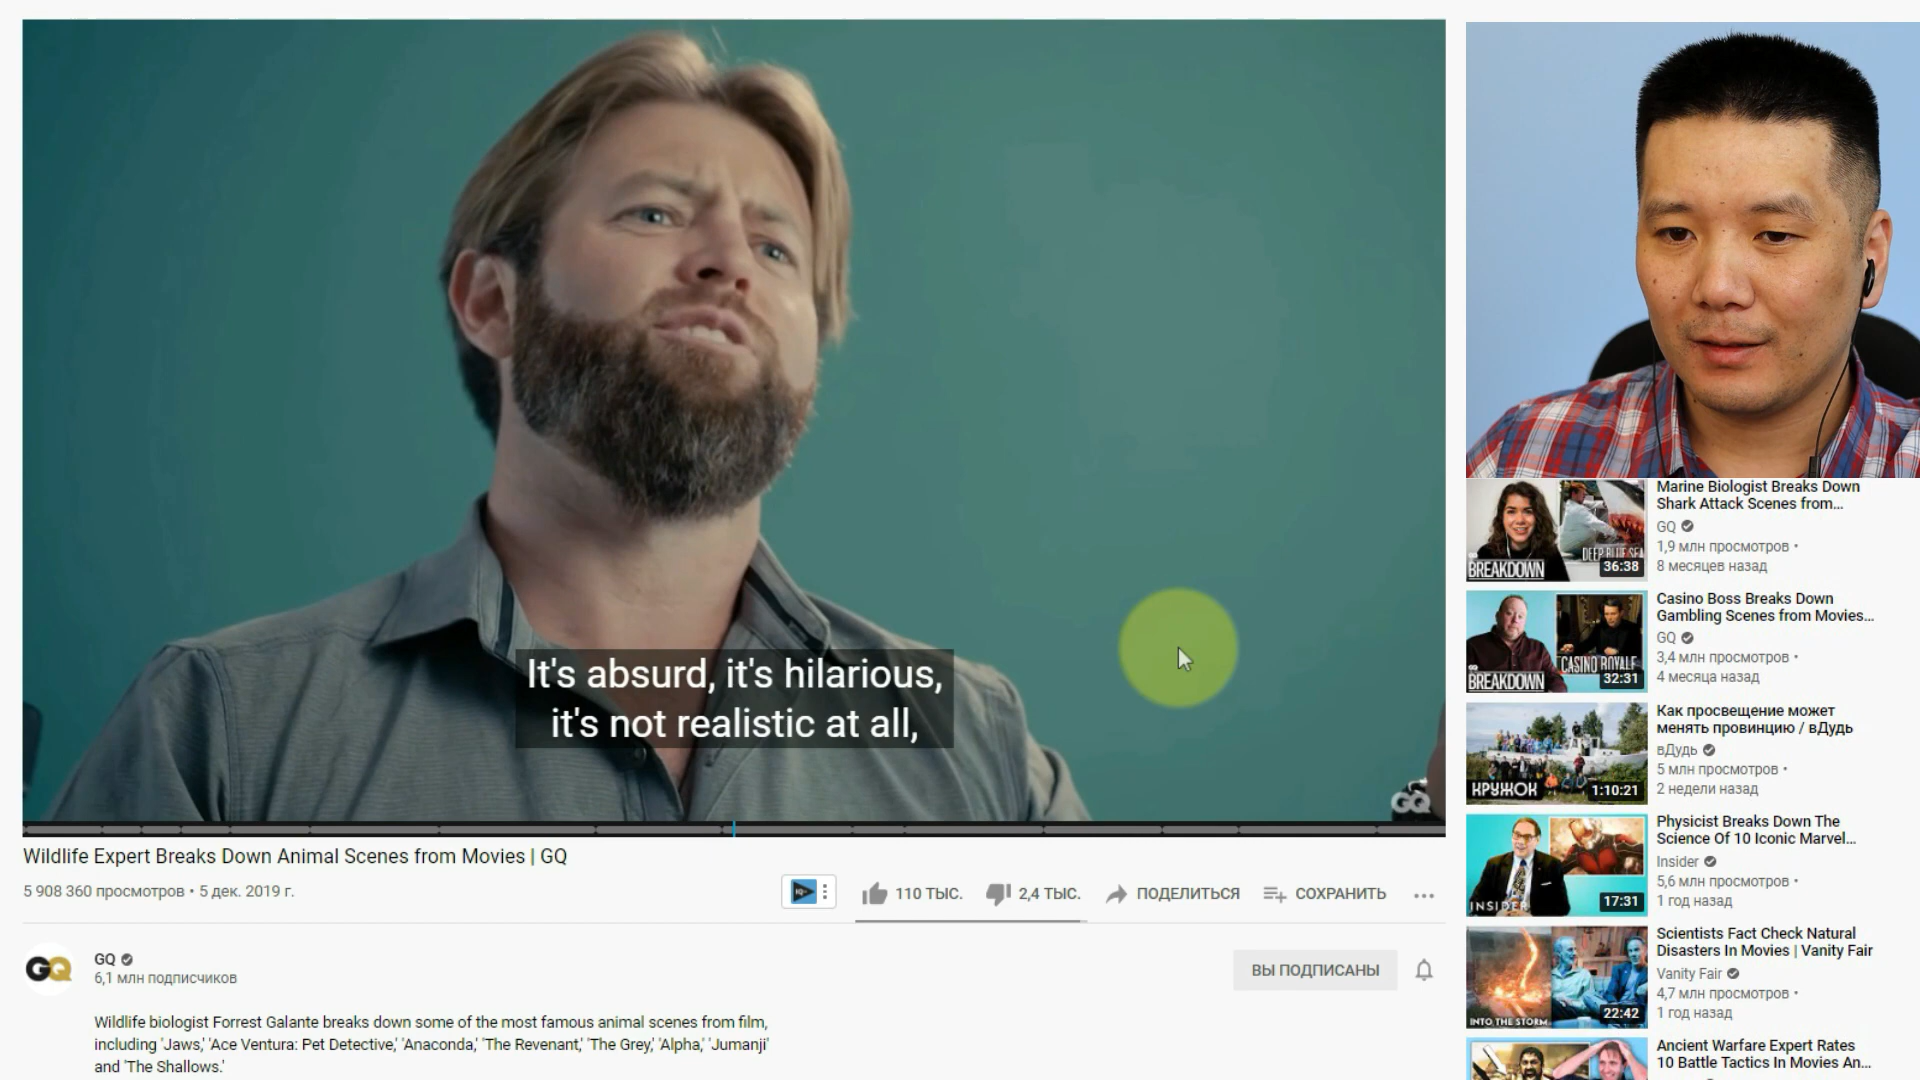 It's absurd, it's hilarious,
it's not realistic at all,
GQ
Wildlife Expert Breaks Down Animal Scenes from Movies | GQ
5 908 360 просмотров • 5 дек. 2019 г.
110 ТЫС.
2,4 ТЫС.
ПОДЕЛИТЬСЯ
СОХРАНИТЬ
GQ
GQ
6,1 млн подписчиков
ВЫ ПОДПИСАНЫ
Wildlife biologist Forrest Galante breaks down some of the most famous animal scenes from film,
including 'Jaws,' 'Ace Ventura: Pet Detective,' 'Anaconda,' 'The Revenant,' 'The Grey,' 'Alpha,' 'Jumanji'
and 'The Shallows.'
DEEP BLUE SEA
BREAKDOWN
36:38
Marine Biologist Breaks Down
Shark Attack Scenes from...
GQ
1,9 млн просмотров •
8 месяцев назад
CASINO ROYALE
BREAKDOWN
32:31
Casino Boss Breaks Down
Gambling Scenes from Movies...
GQ
3,4 млн просмотров •
4 месяца назад
КРУЖОК
1:10:21
Как просвещение может
менять провинцию / вДудь
вДудь
5 млн просмотров •
2 недели назад
INSIDER
17:31
Physicist Breaks Down The
Science Of 10 Iconic Marvel...
Insider
5,6 млн просмотров •
1 год назад
INTO THE STORM
22:42
Scientists Fact Check Natural
Disasters In Movies | Vanity Fair
Vanity Fair
4,7 млн просмотров •
1 год назад
Ancient Warfare Expert Rates
10 Battle Tactics In Movies An...